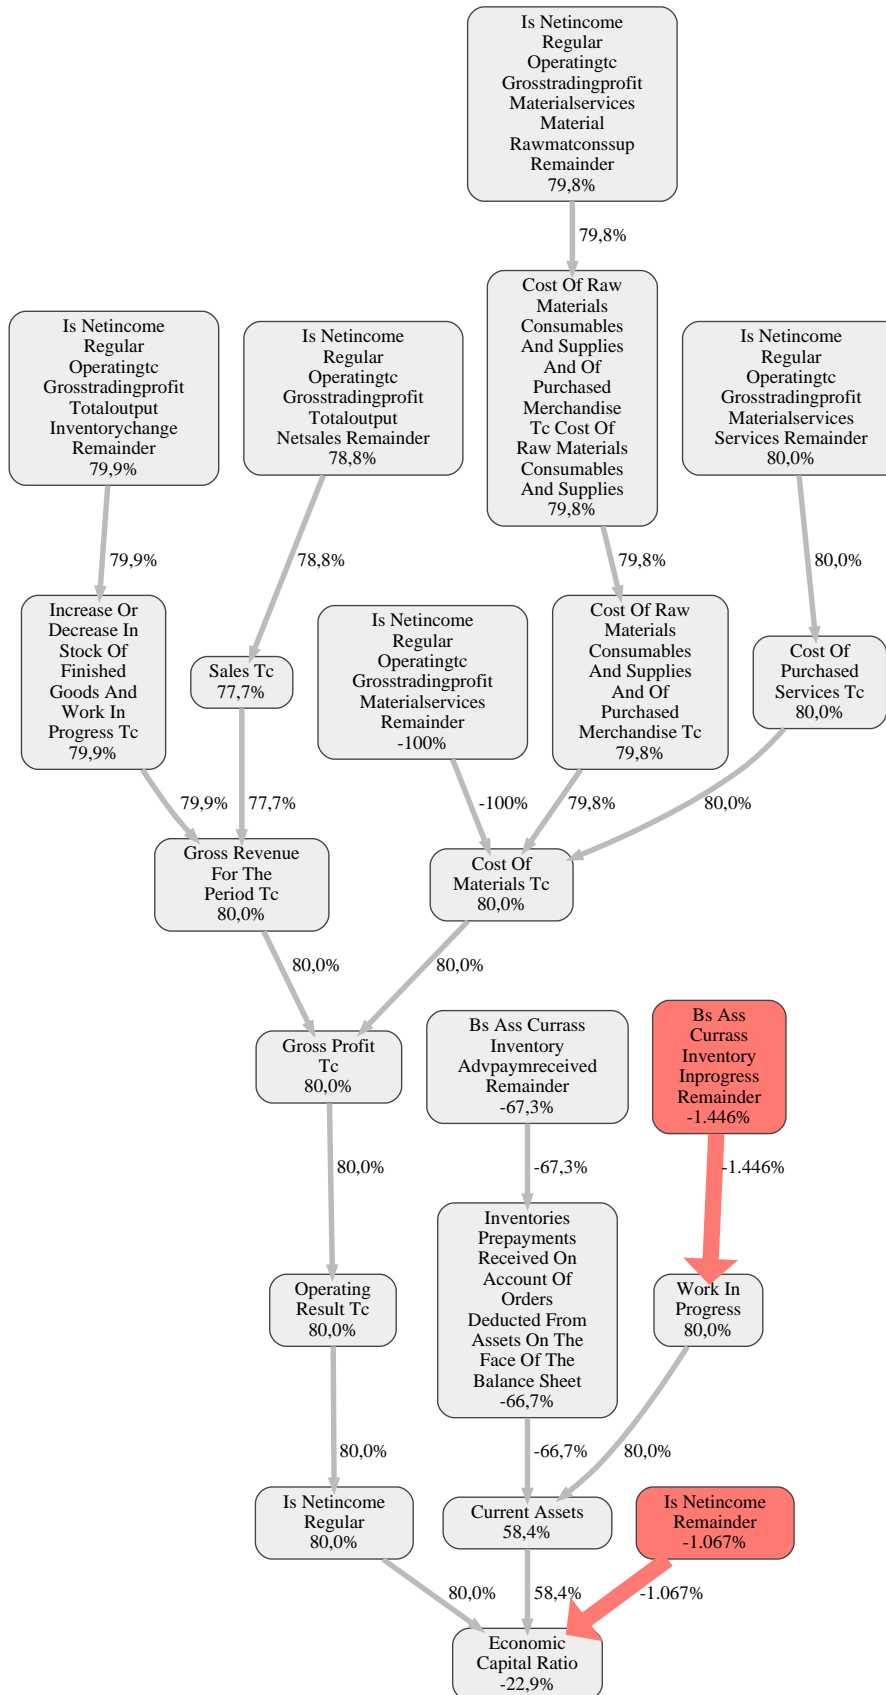 Is Netincome
Regular
Operatingtc
Grosstradingprofit
Materialservices
Material
Rawmatconssup
Remainder
79,8%
79,8%
Is Netincome
Regular
Operatingtc
Grosstradingprofit
Totaloutput
Inventorychange
Remainder
79,9%
Is Netincome
Regular
Operatingtc
Grosstradingprofit
Totaloutput
Netsales Remainder
78,8%
Cost Of Raw
Materials
Consumables
And Supplies
And Of
Purchased
Merchandise
Tc Cost Of
Raw Materials
Consumables
And Supplies
79,8%
Is Netincome
Regular
Operatingtc
Grosstradingprofit
Materialservices
Services Remainder
80,0%
79,9%
78,8%
79,8%
80,0%
Increase Or
Decrease In
Stock Of
Finished
Goods And
Work In
Progress Tc
79,9%
Sales Tc
77,7%
Is Netincome
Regular
Operatingtc
Grosstradingprofit
Materialservices
Remainder
-100%
Cost Of Raw
Materials
Consumables
And Supplies
And Of
Purchased
Merchandise Tc
79,8%
Cost Of
Purchased
Services Tc
80,0%
79,9%
77,7%
-100%
79,8%
80,0%
Gross Revenue
For The
Period Tc
80,0%
Cost Of
Materials Tc
80,0%
80,0%
80,0%
Gross Profit
Tc
80,0%
Bs Ass Currass
Inventory
Advpaymreceived
Remainder
-67,3%
Bs Ass
Currass
Inventory
Inprogress
Remainder
-1.446%
80,0%
-67,3%
-1.446%
Operating
Result Tc
80,0%
Inventories
Prepayments
Received On
Account Of
Orders
Deducted From
Assets On The
Face Of The
Balance Sheet
-66,7%
Work In
Progress
80,0%
80,0%
-66,7%
80,0%
Is Netincome
Regular
80,0%
Current Assets
58,4%
Is Netincome
Remainder
-1.067%
80,0%
58,4%
-1.067%
Economic
Capital Ratio
-22,9%